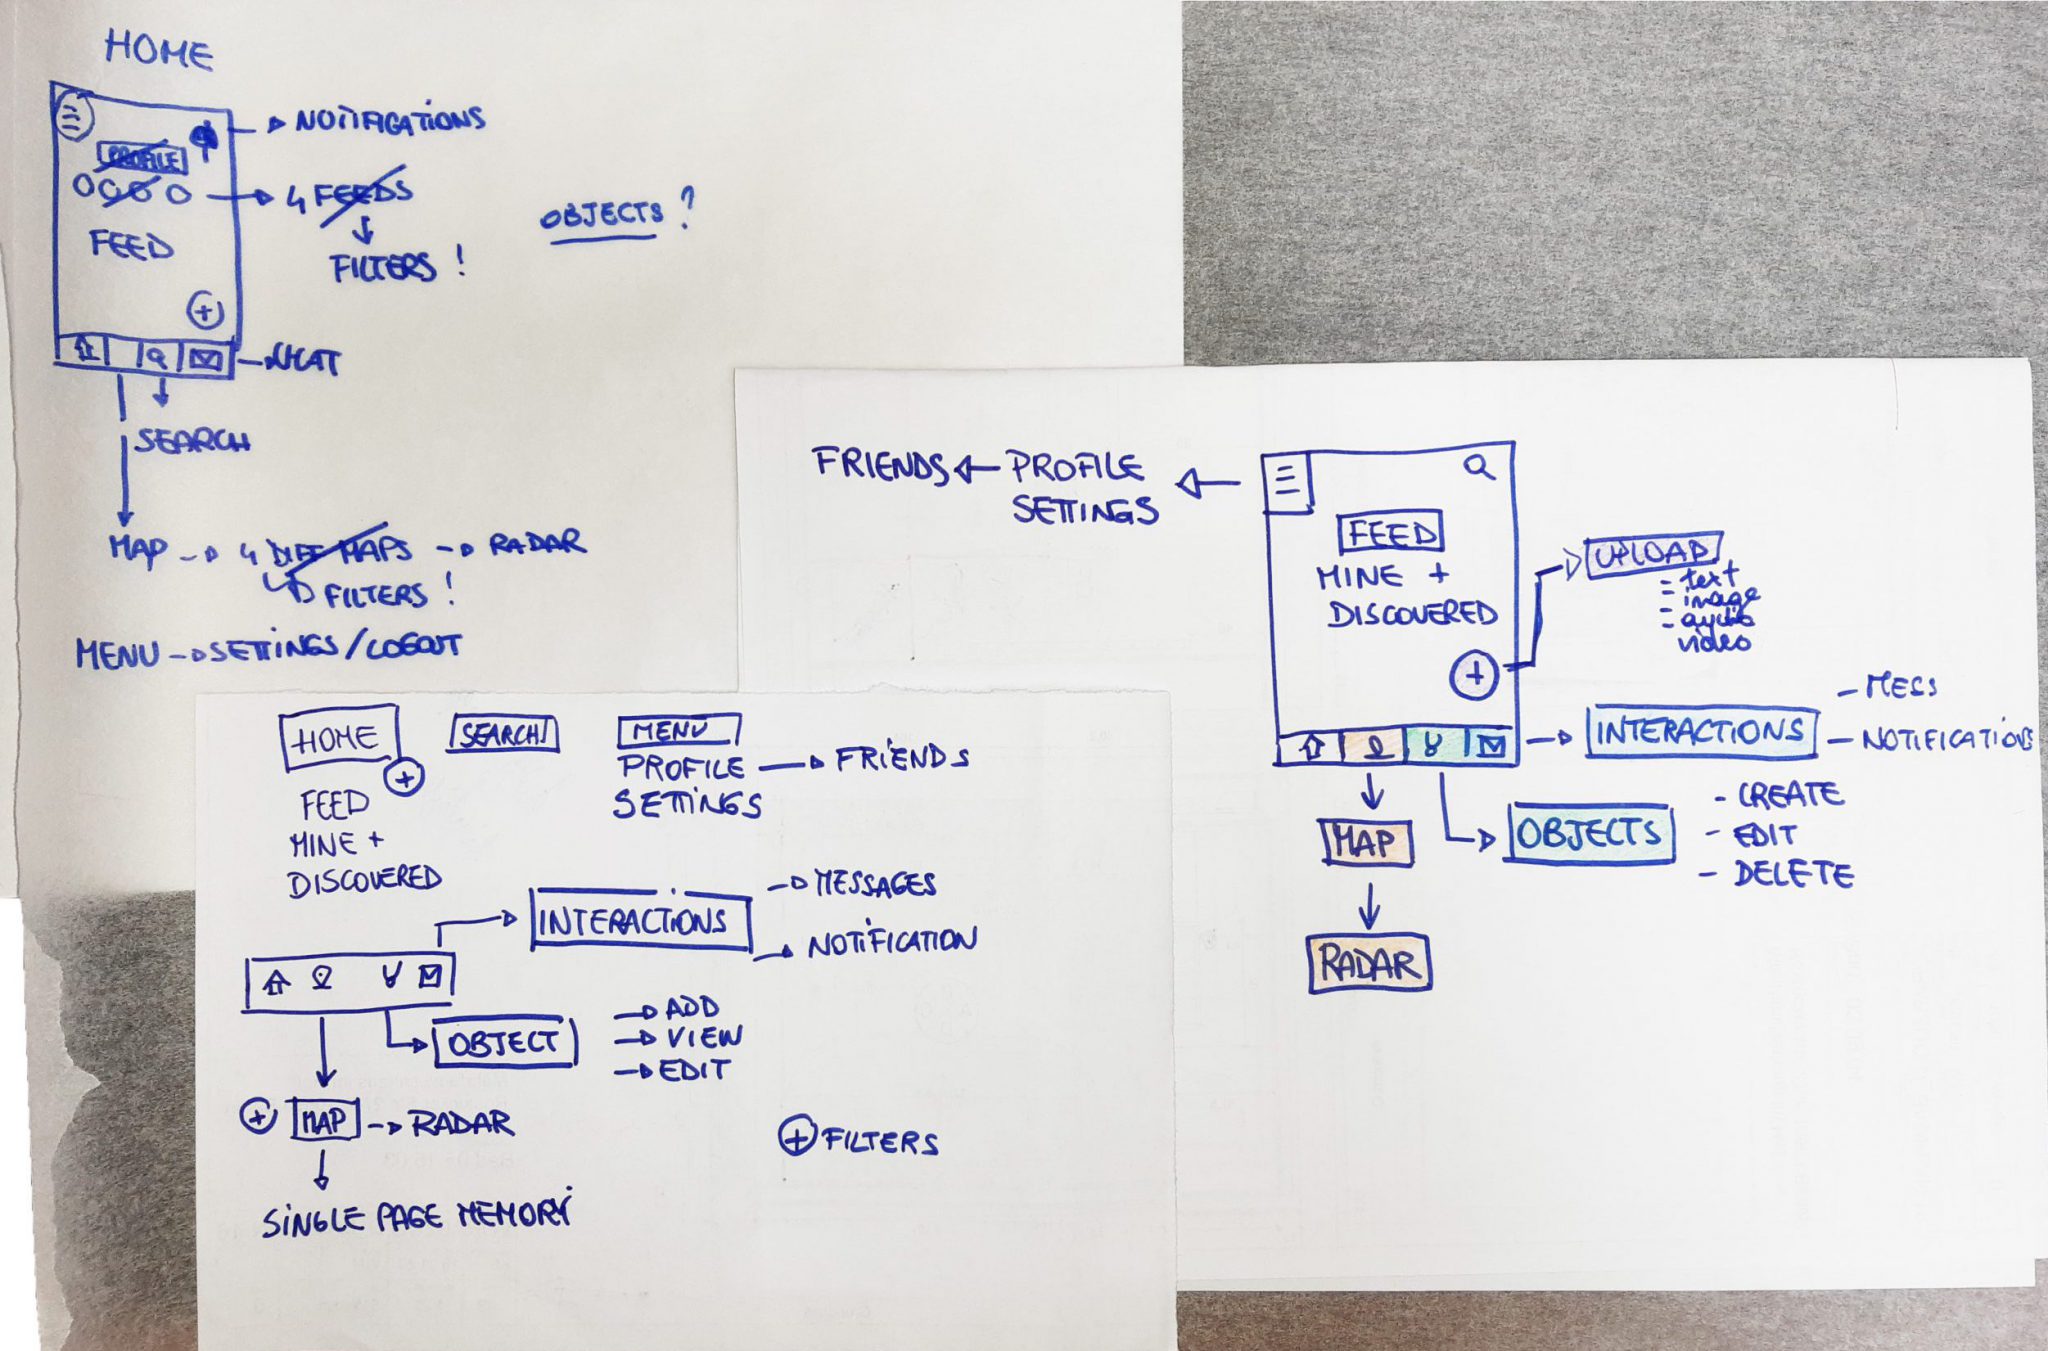 HOME
NOTIFICATIONS
PROFILE
4 FEEDS
FILTERS !
OBJECTS ?
FEED
+
CHAT
SEARCH
MAP 4 DIFF MAPS RADAR
FILTERS !
MENU SETTINGS / LOGOUT
HOME
+
FEED
MINE +
DISCOVERED
SEARCH
MENU
PROFILE FRIENDS
SETTINGS
INTERACTIONS
MESSAGES
NOTIFICATION
OBJECT
ADD
VIEW
EDIT
+ MAP RADAR
SINGLE PAGE MEMORY
+ FILTERS
FRIENDS PROFILE
SETTINGS
FEED
MINE +
DISCOVERED
+
UPLOAD
- text
- image
- audio
video
INTERACTIONS
- MESS
- NOTIFICATIONS
OBJECTS
- CREATE
- EDIT
- DELETE
MAP
RADAR